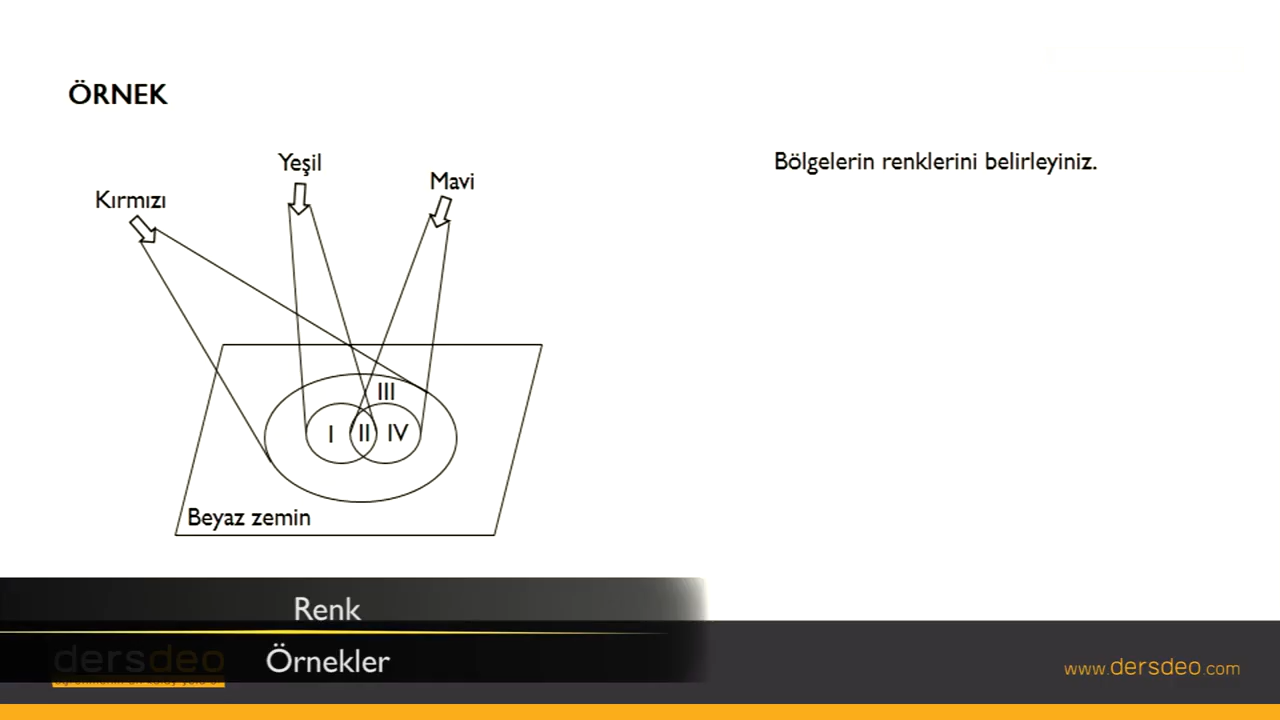 ÖRNEK
Yeşil
Mavi
Kırmızı
Bölgelerin renklerini belirleyiniz.
III
I
II
IV
Beyaz zemin
Renk
Örnekler
dersdeo
www.dersdeo.com